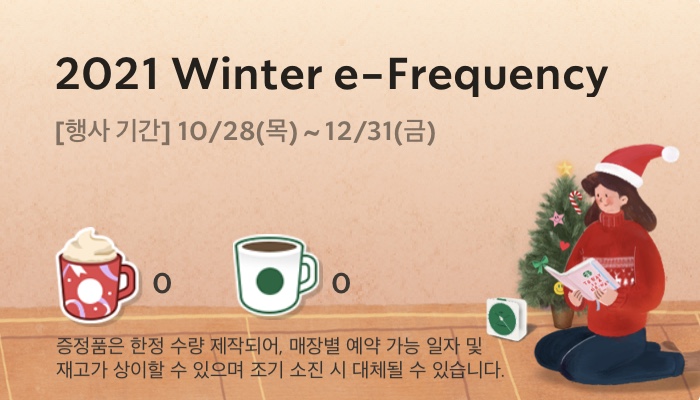 2021 Winter e-Frequency
[행사 기간] 10/28(목) ~ 12/31(금)
0
0
증정품은 한정 수량 제작되어, 매장별 예약 가능 일자 및
재고가 상이할 수 있으며 조기 소진 시 대체될 수 있습니다.